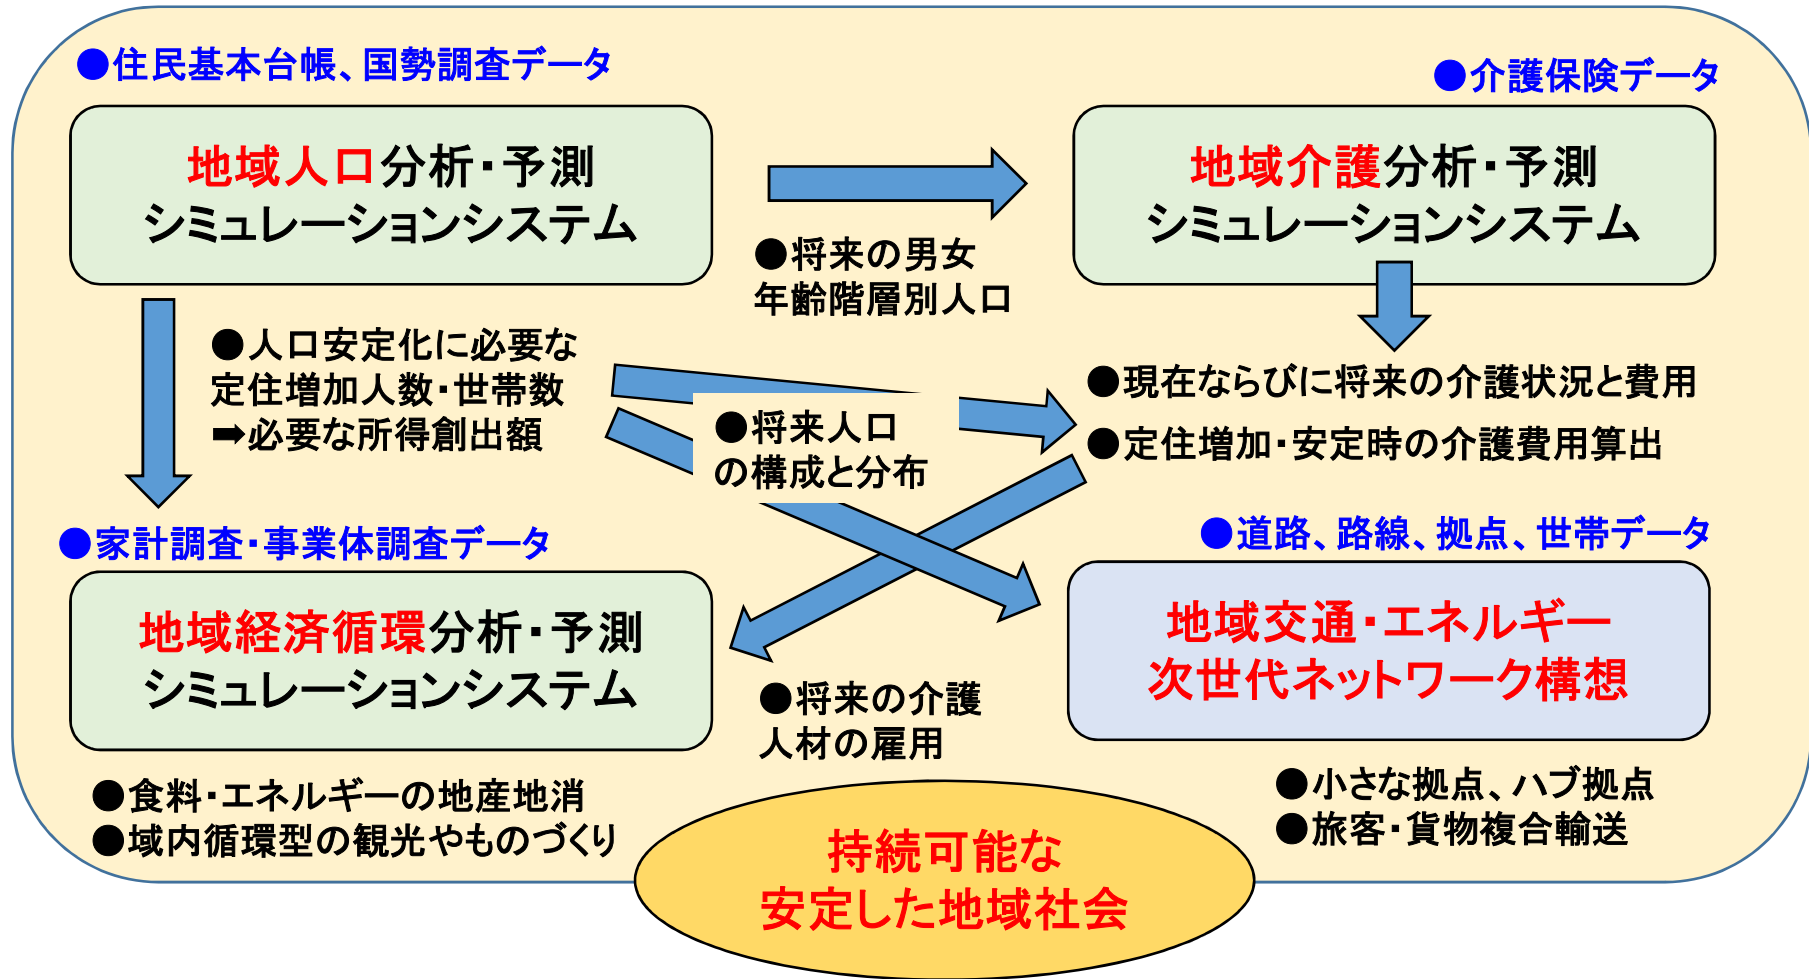 ●住民基本台帳、国勢調査データ
地域人口分析・予測
シミュレーションシステム
●介護保険データ
地域介護分析・予測
シミュレーションシステム
●将来の男女
年齢階層別人口
●人口安定化に必要な
定住増加人数・世帯数
➡必要な所得創出額
●将来人口
の構成と分布
●現在ならびに将来の介護状況と費用
●定住増加・安定時の介護費用算出
●家計調査・事業体調査データ
地域経済循環分析・予測
シミュレーションシステム
●道路、路線、拠点、世帯データ
地域交通・エネルギー
次世代ネットワーク構想
●将来の介護
人材の雇用
●食料・エネルギーの地産地消
●域内循環型の観光やものづくり
●小さな拠点、ハブ拠点
●旅客・貨物複合輸送
持続可能な
安定した地域社会